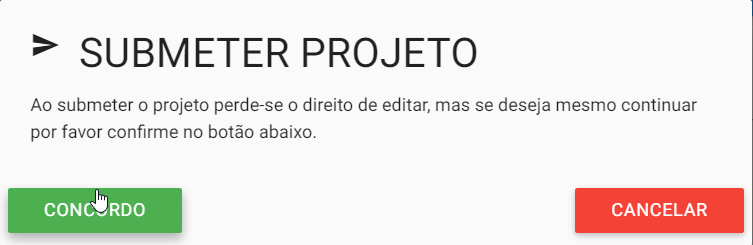 SUBMETER PROJETO
Ao submeter o projeto perde-se o direito de editar, mas se deseja mesmo continuar
por favor confirme no botão abaixo.
CONCORDO
CANCELAR